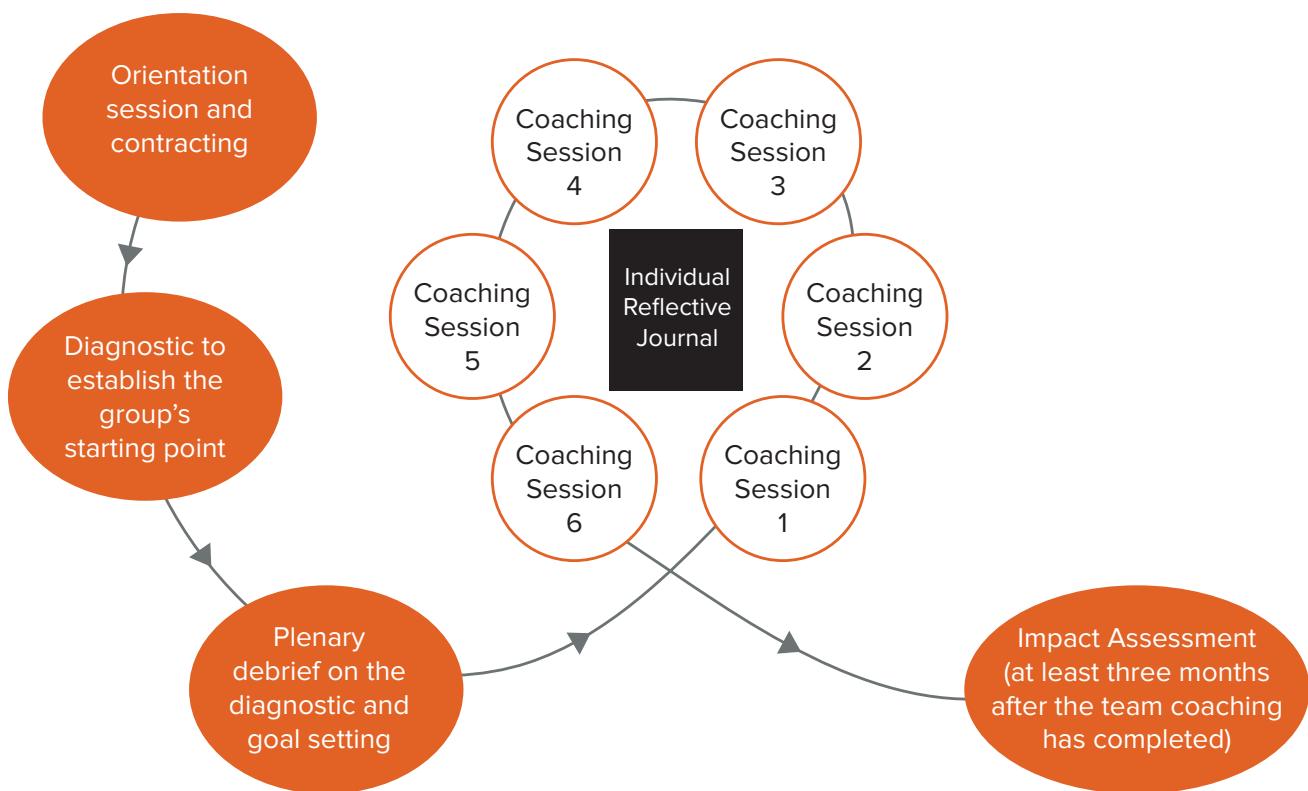 Orientation
session and
contracting
Diagnostic to
establish the
group’s
starting point
Plenary
debrief on the
diagnostic and
goal setting
Coaching
Session
1
Coaching
Session
2
Coaching
Session
3
Coaching
Session
4
Coaching
Session
5
Coaching
Session
6
Individual
Reflective
Journal
Impact Assessment
(at least three months
after the team coaching
has completed)